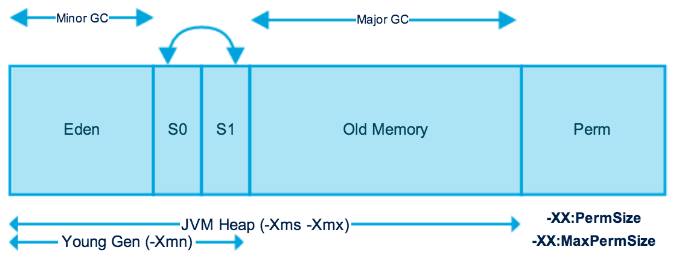 Minor GC
Major GC
Eden
S0
S1
Old Memory
Perm
JVM Heap (-Xms -Xmx)
-XX:PermSize
Young Gen (-Xmn)
-XX:MaxPermSize